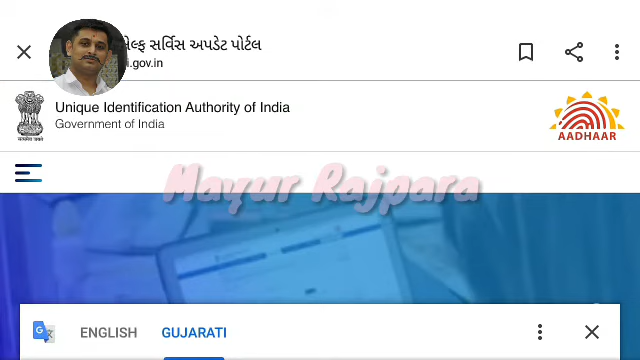 સેલ્ફ સર્વિસ અપડેટ પોર્ટલ
i.gov.in
Unique Identification Authority of India
Government of India
AADHAAR
Mayur Rajpara
ENGLISH
GUJARATI